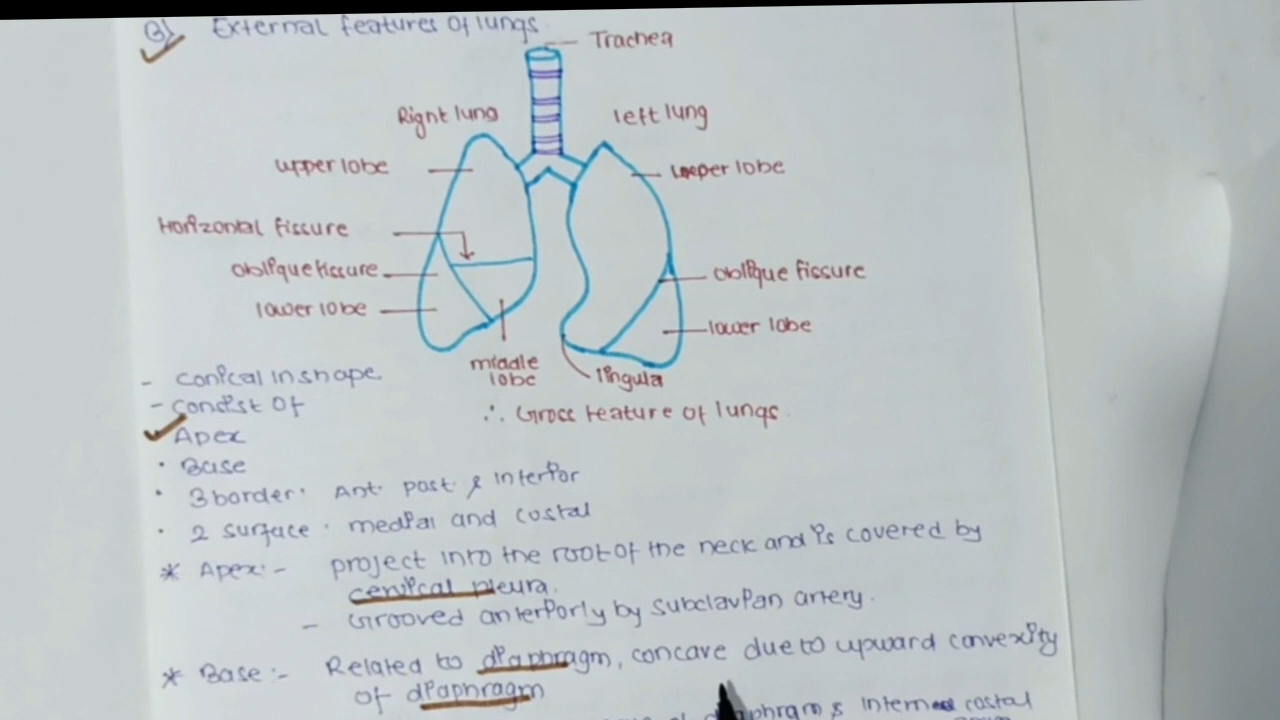 B) External features of lungs
Trachea
Right lung
left lung
upper lobe
upper lobe
Horizontal fissure
oblique fissure
oblique fissure
lower lobe
lower lobe
middle lobe
lingula
∴ Gross feature of lungs
- conical in shape
- consist of
Apex
• Base
• 3 border: Ant. post. & interior
• 2 surface: medial and costal
* Apex:- project into the root of the neck and is covered by
cervical pleura.
- Grooved anteriorly by subclavian artery.
* Base:- Related to diaphragm, concave due to upward convexity
of diaphragm
costal